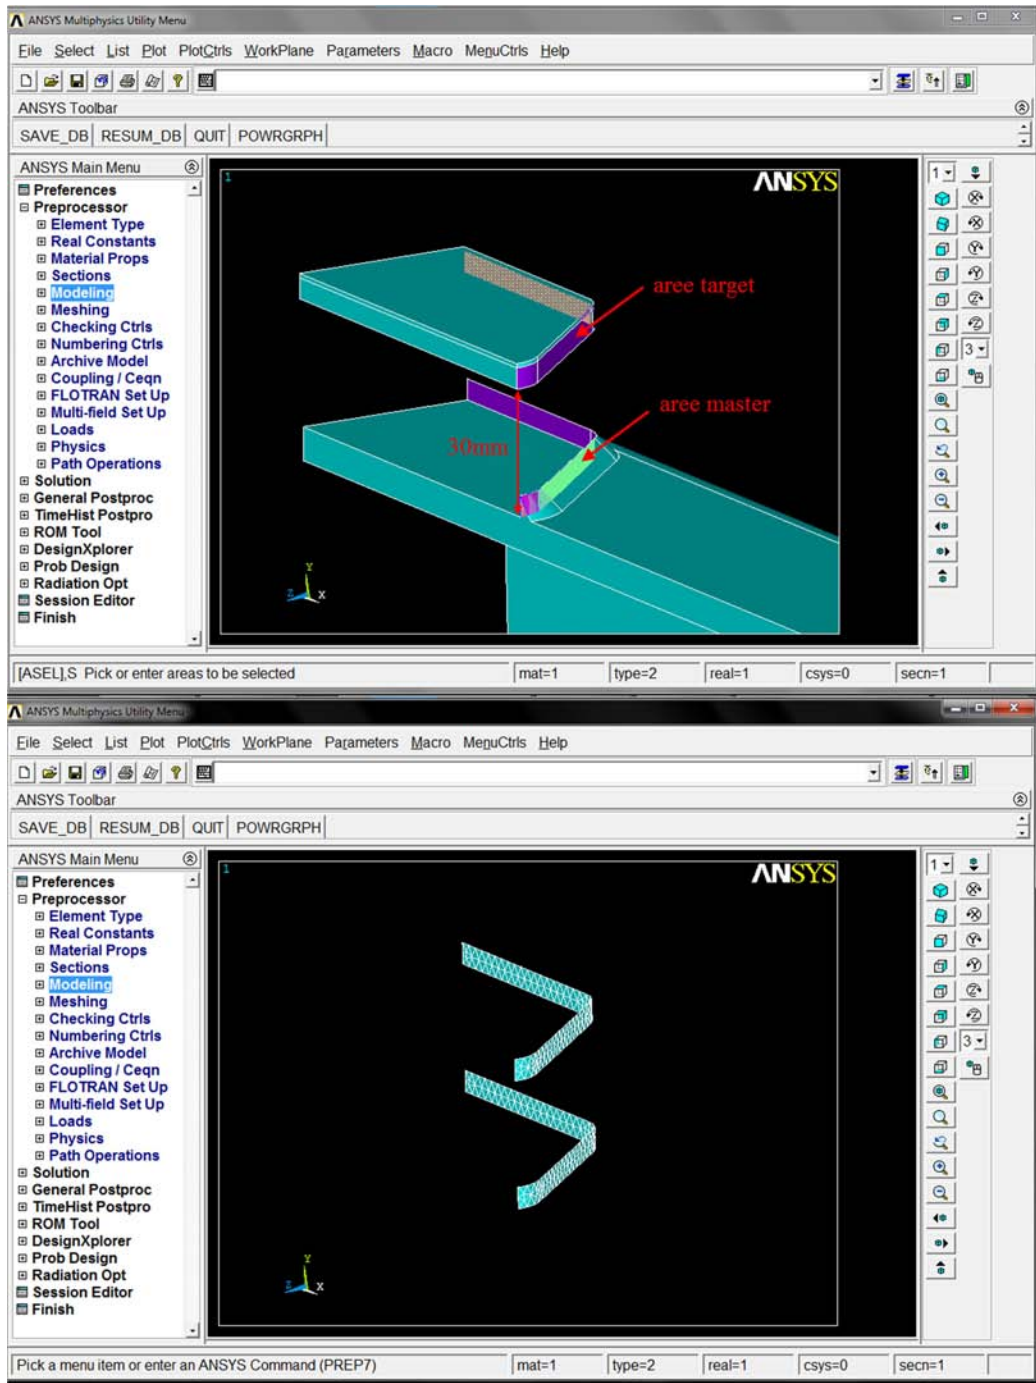 ANSYS Multiphysics Utility Menu
File Select List Plot PlotCtrls WorkPlane Parameters Macro MenuCtrls Help
ANSYS Toolbar
SAVE_DB RESUM_DB QUIT POWRGRPH
ANSYS Main Menu
Preferences
Preprocessor
Element Type
Real Constants
Material Props
Sections
Modeling
Meshing
Checking Ctrls
Numbering Ctrls
Archive Model
Coupling / Ceqn
FLOTRAN Set Up
Multi-field Set Up
Loads
Physics
Path Operations
Solution
General Postproc
TimeHist Postpro
ROM Tool
DesignXplorer
Prob Design
Radiation Opt
Session Editor
Finish
1
ANSYS
aree target
aree master
30mm
Y
Z X
1
3
[ASEL],S Pick or enter areas to be selected
mat=1 type=2 real=1 csys=0 secn=1
ANSYS Multiphysics Utility Menu
File Select List Plot PlotCtrls WorkPlane Parameters Macro MenuCtrls Help
ANSYS Toolbar
SAVE_DB RESUM_DB QUIT POWRGRPH
ANSYS Main Menu
Preferences
Preprocessor
Element Type
Real Constants
Material Props
Sections
Modeling
Meshing
Checking Ctrls
Numbering Ctrls
Archive Model
Coupling / Ceqn
FLOTRAN Set Up
Multi-field Set Up
Loads
Physics
Path Operations
Solution
General Postproc
TimeHist Postpro
ROM Tool
DesignXplorer
Prob Design
Radiation Opt
Session Editor
Finish
1
ANSYS
Y
Z X
1
3
Pick a menu item or enter an ANSYS Command (PREP7)
mat=1 type=2 real=1 csys=0 secn=1